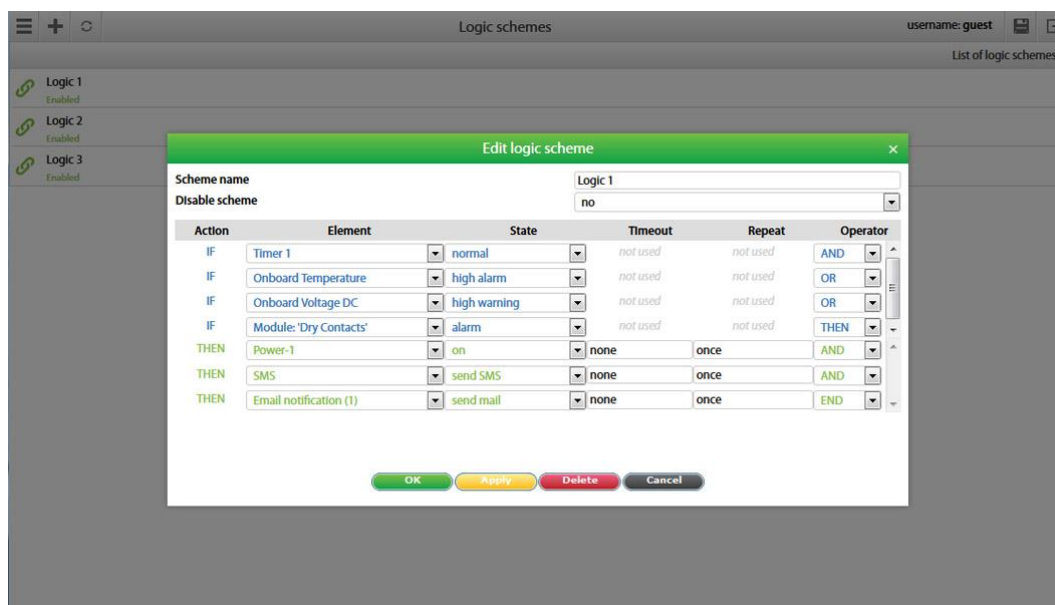 Logic schemes username: guest
List of logic schemes
Logic 1
Enabled
Logic 2
Enabled
Logic 3
Enabled
Edit logic scheme ×
Scheme name Logic 1
DIsable scheme no
Action Element State TImeout Repeat Operator
IF Timer 1 normal not used not used AND
IF Onboard Temperature high alarm not used not used OR
IF Onboard Voltage DC high warning not used not used OR
IF Module: 'Dry Contacts' alarm not used not used THEN
THEN Power-1 on none once AND
THEN SMS send SMS none once AND
THEN Email notification (1) send mail none once END
OK Apply Delete Cancel